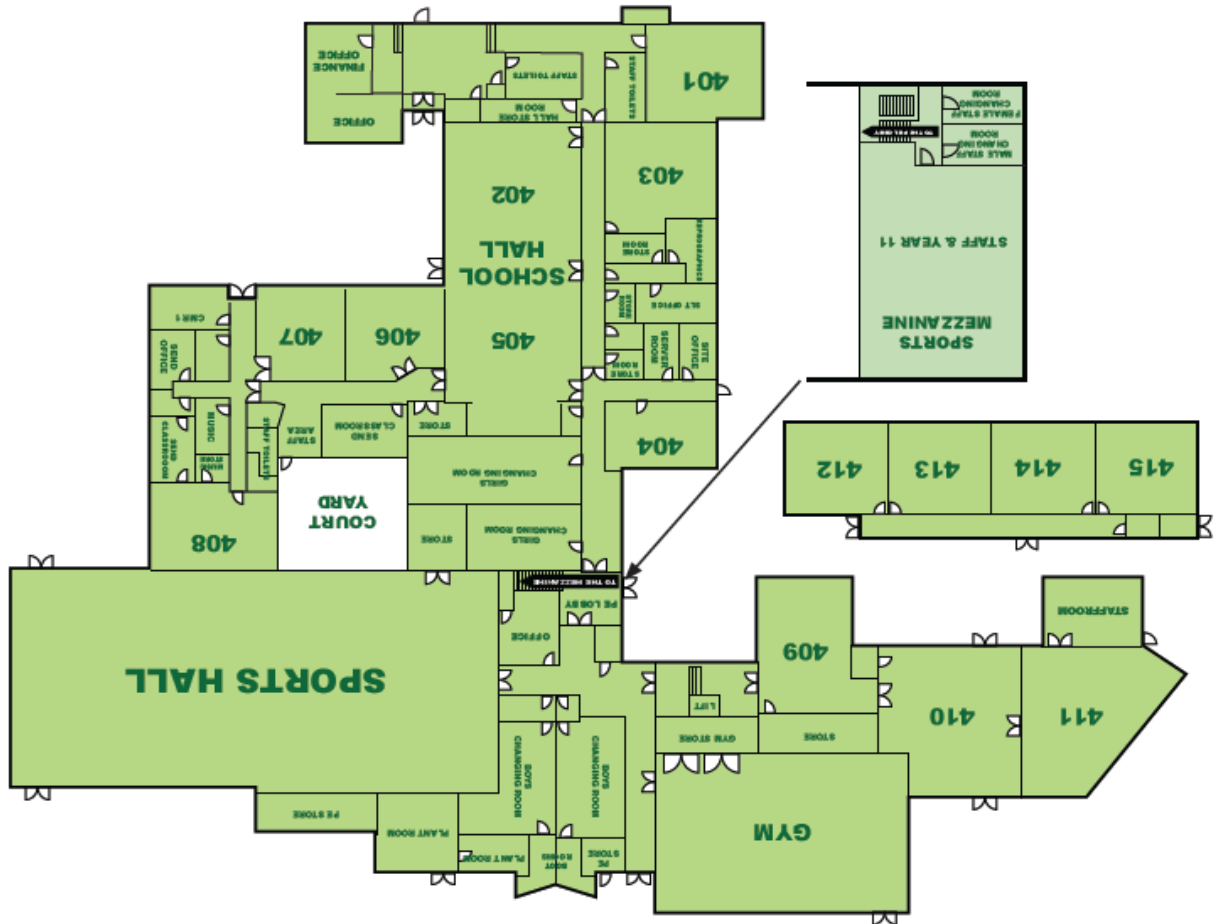 GYM
PE
STORE
BOOT
ROOMS
PLANT ROOM
PLANT ROOM
PE STORE
BOYS
CHANGING ROOM
BOYS
CHANGING ROOM
STORE
GYM STORE
LIFT
411
410
409
STAFFROOM
SPORTS HALL
OFFICE
PE LOBBY
TO THE MEZZANINE
415
414
413
412
408
COURT
YARD
STORE
GIRLS
CHANGING ROOM
GIRLS
CHANGING ROOM
STORE
SEND
CLASSROOM
STAFF
AREA
STAFF TOILETS
MUSIC
STORE
MUSIC
SEND
CLASSROOM
SEND
OFFICE
CMR 1
404
SITE
OFFICE
SERVER
ROOM
STORE
ROOM
STORE
ROOM
SLT OFFICE
REPROGRAPHICS
STORE
ROOM
405
406
407
SCHOOL
HALL
402
403
401
STAFF TOILETS
HALL STORE
ROOM
STAFF TOILETS
OFFICE
FINANCE
OFFICE
SPORTS
MEZZANINE
STAFF & YEAR 11
MALE STAFF
CHANGING
ROOM
FEMALE STAFF
CHANGING
ROOM
TO THE PE LOBBY